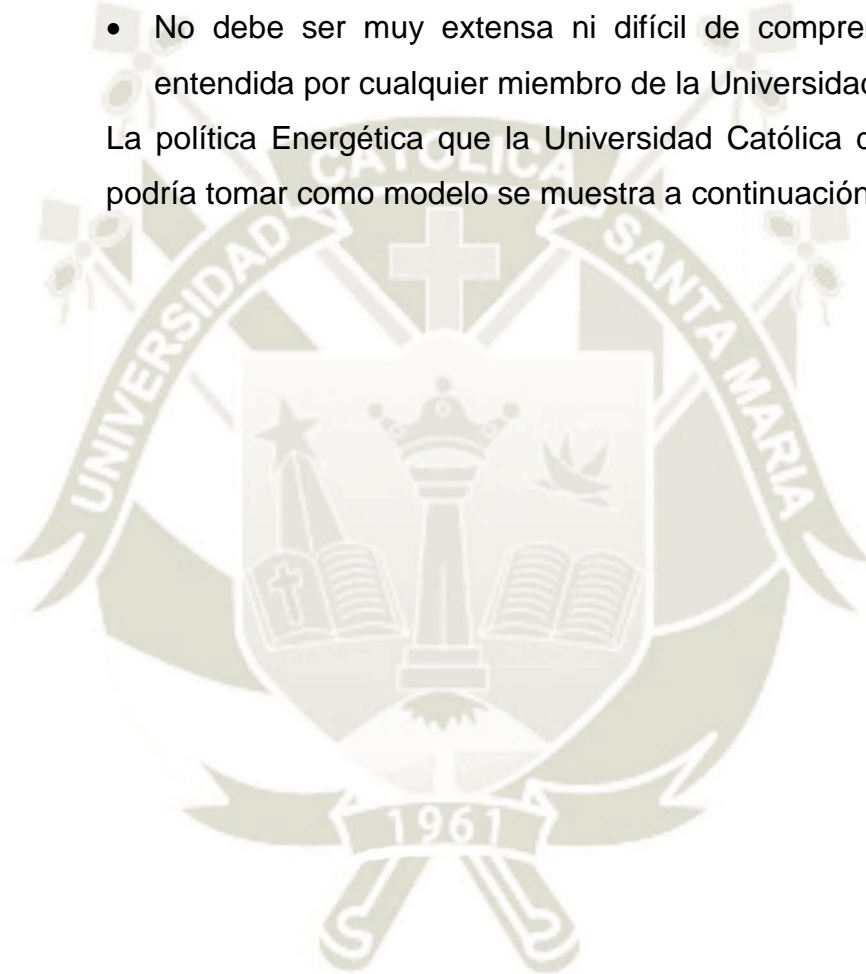 • No debe ser muy extensa ni difícil de
entendida por cualquier miembro de la
La política Energética que la Universidad Católica
podría tomar como modelo se muestra a continuación
CATOLICA
UNIVERSIDAD
SANTA MARIA
1961